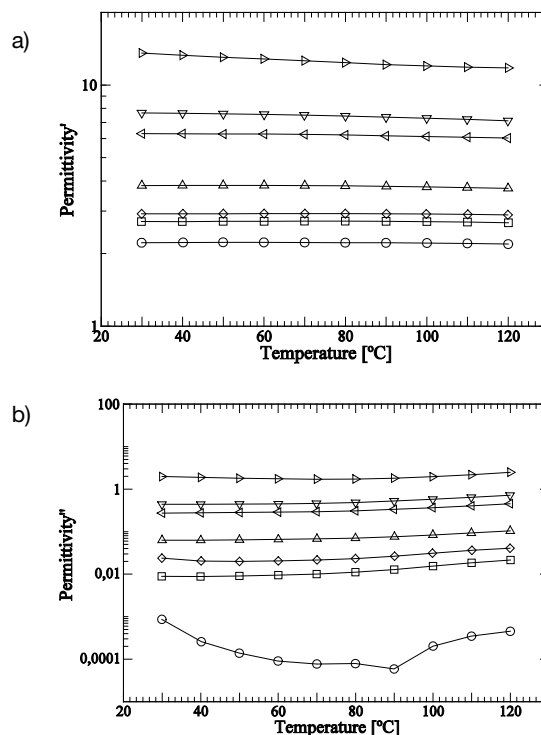 a)
Permittivity'
10
1
20 40 60 80 100 120
Temperature [ºC]
b)
Permittivity"
100
1
0,01
0,0001
20 40 60 80 100 120
Temperature [ºC]